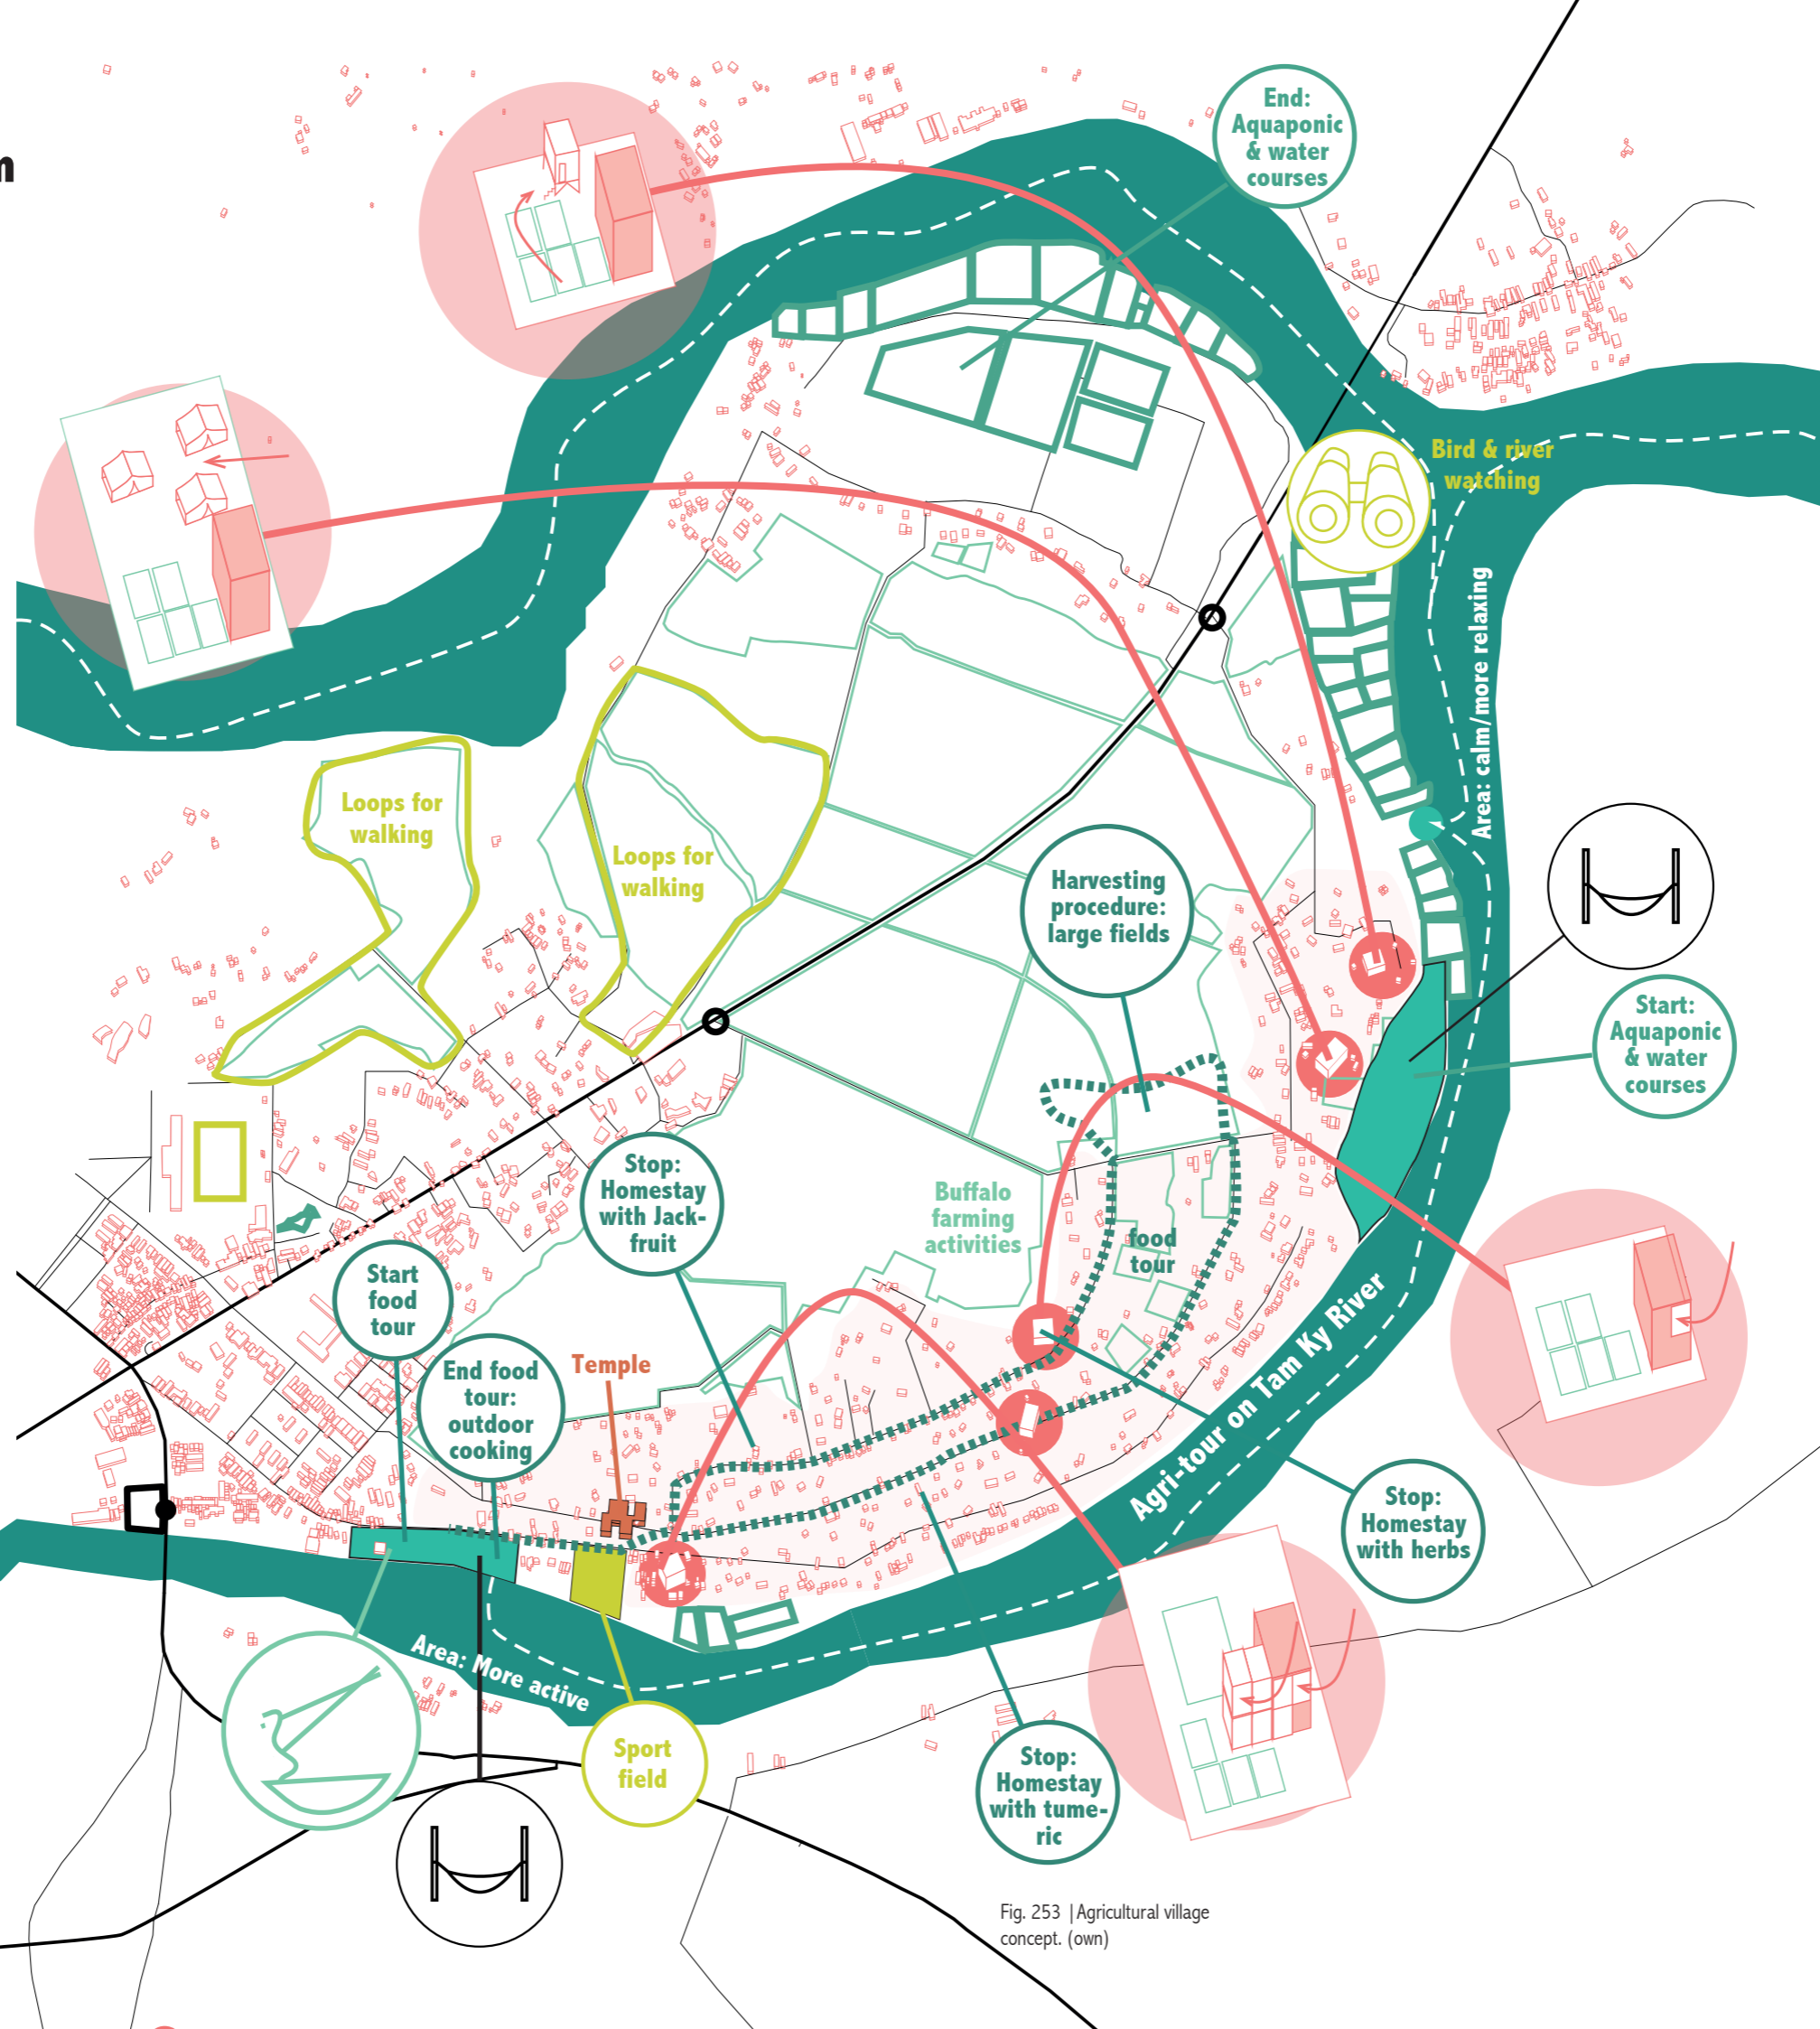 End:
Aquaponic
& water
courses
Bird & river
watching
Area: calm/more relaxing
Loops for
walking
Loops for
walking
Harvesting
procedure:
large fields
Start:
Aquaponic
& water
courses
Stop:
Homestay
with Jack-
fruit
Buffalo
farming
activities
food
tour
Start
food
tour
End food
tour:
outdoor
cooking
Temple
Agri-tour on Tam Ky River
Stop:
Homestay
with herbs
Area: More active
Sport
field
Stop:
Homestay
with tume-
ric
Fig. 253 | Agricultural village
concept. (own)